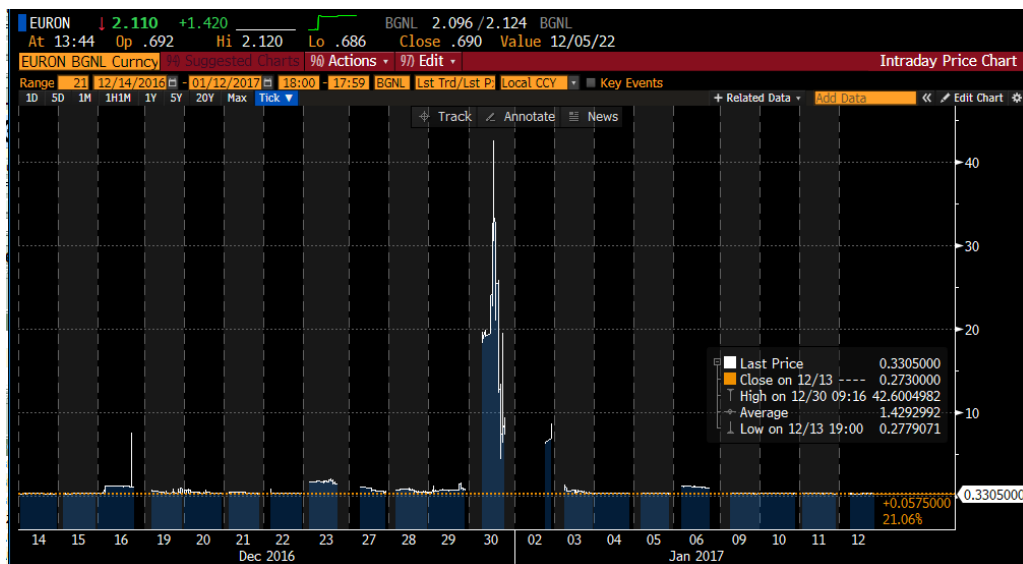 EURON ↓ 2.110 +1.420 BGNL 2.096 / 2.124 BGNL
At 13:44 Op .692 Hi 2.120 Lo .686 Close .690 Value 12/05/22
EURON BGNL Curncy 98) Suggested Charts 96) Actions 97) Edit Intraday Price Chart
Range 21 12/14/2016 - 01/12/2017 18:00 - 17:59 BGNL Lst Trd/Lst P: Local CCY Key Events
1D 5D 1M 1H1M 1Y 5Y 20Y Max Tick ▼ + Related Data Add Data « Edit Chart
Track Annotate News
40
30
20
Last Price 0.3305000
Close on 12/13 ---- 0.2730000
High on 12/30 09:16 42.6004982
Average 1.4292992
Low on 12/13 19:00 0.2779071
10
0.3305000
+0.0575000
21.06%
14 15 16 19 20 21 22 23 27 28 29 30 02 03 04 05 06 09 10 11 12
Dec 2016 Jan 2017